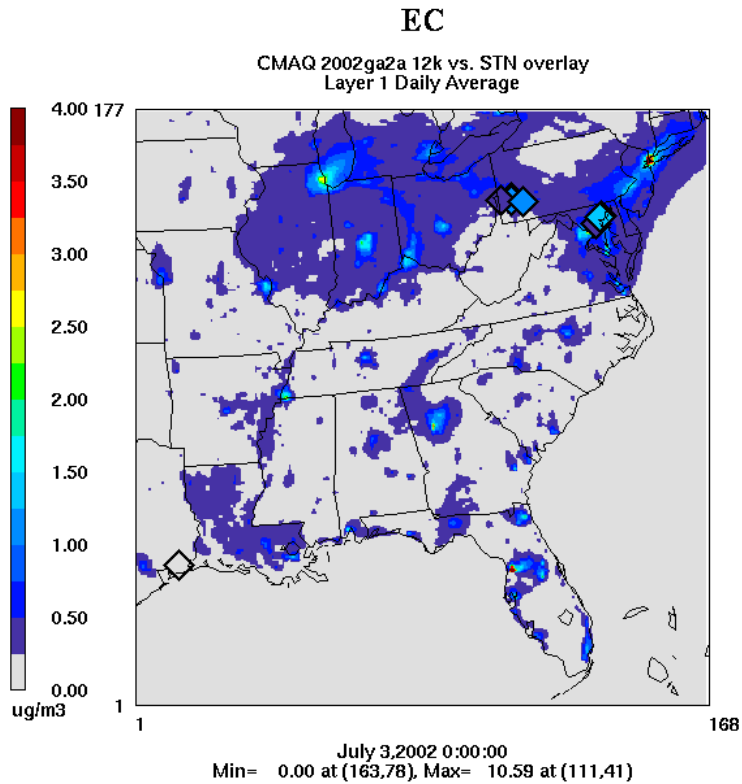 EC
CMAQ 2002ga2a 12k vs. STN overlay
Layer 1 Daily Average
4.00
3.50
3.00
2.50
2.00
1.50
1.00
0.50
0.00
ug/m3
177
1
1
168
July 3,2002 0:00:00
Min= 0.00 at (163,78), Max= 10.59 at (111,41)